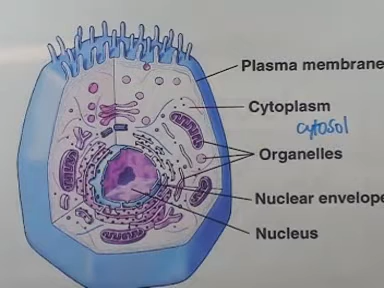 Plasma membrane
Cytoplasm
cytosol
Organelles
Nuclear envelope
Nucleus